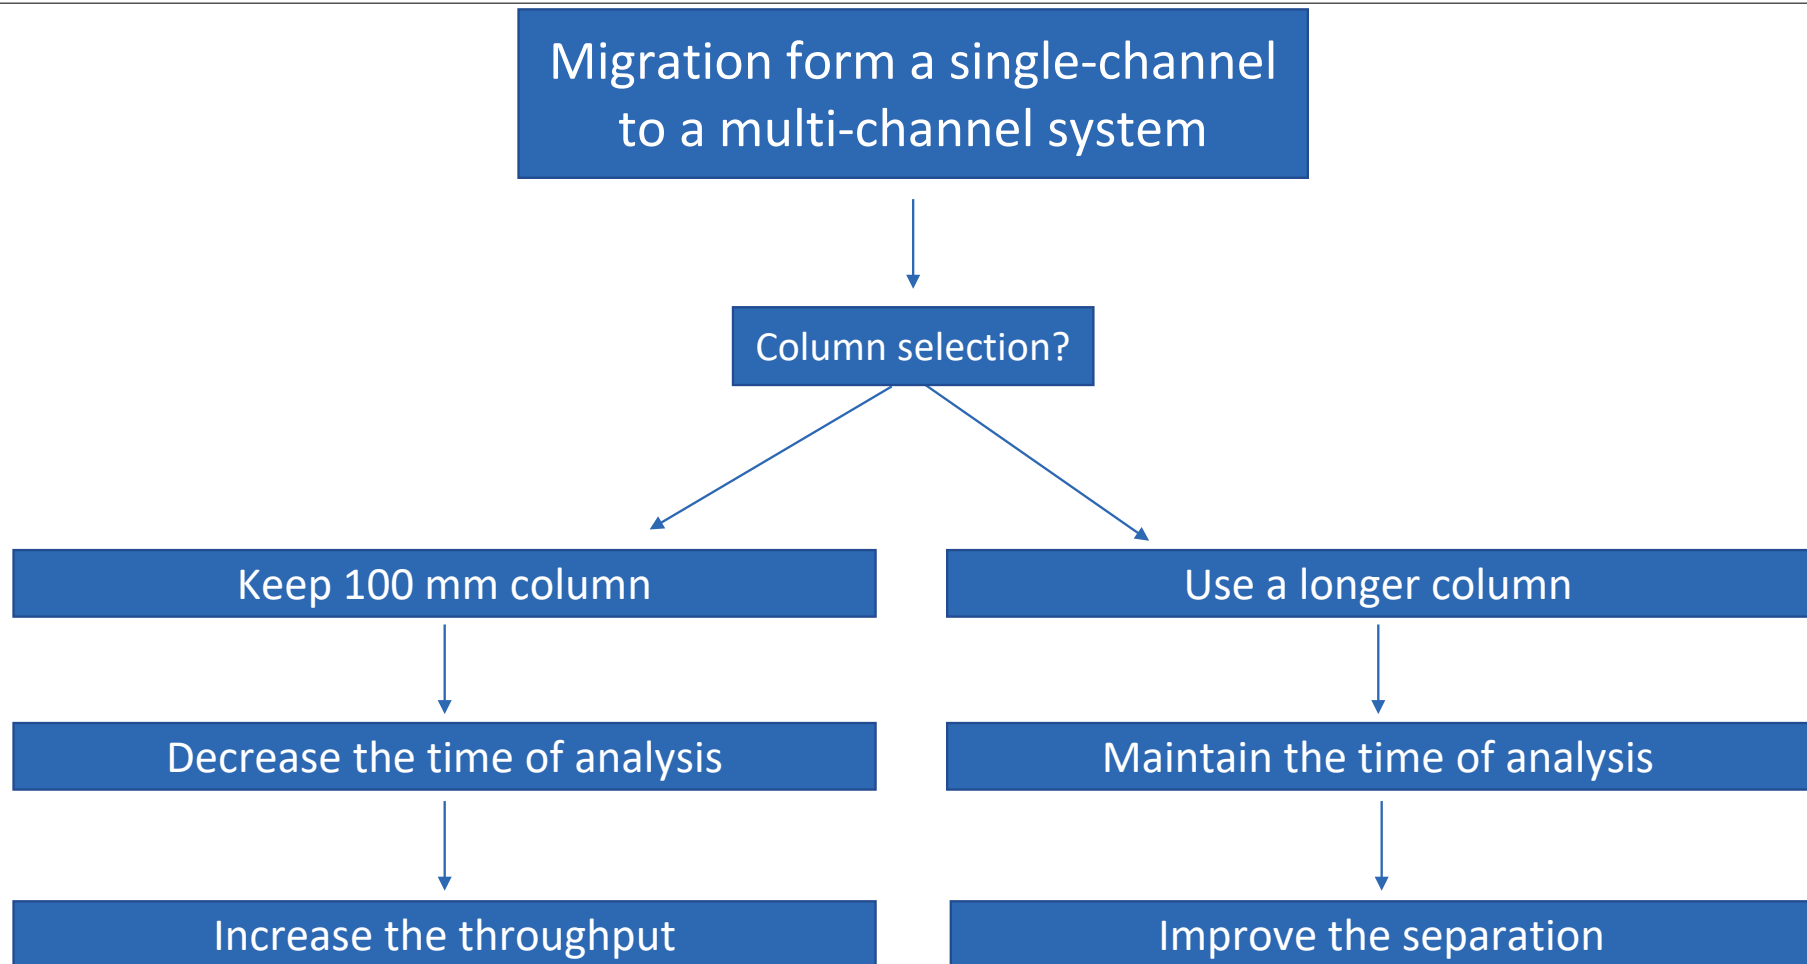 Migration form a single-channel
to a multi-channel system
Column selection?
Keep 100 mm column
Use a longer column
Decrease the time of analysis
Maintain the time of analysis
Increase the throughput
Improve the separation